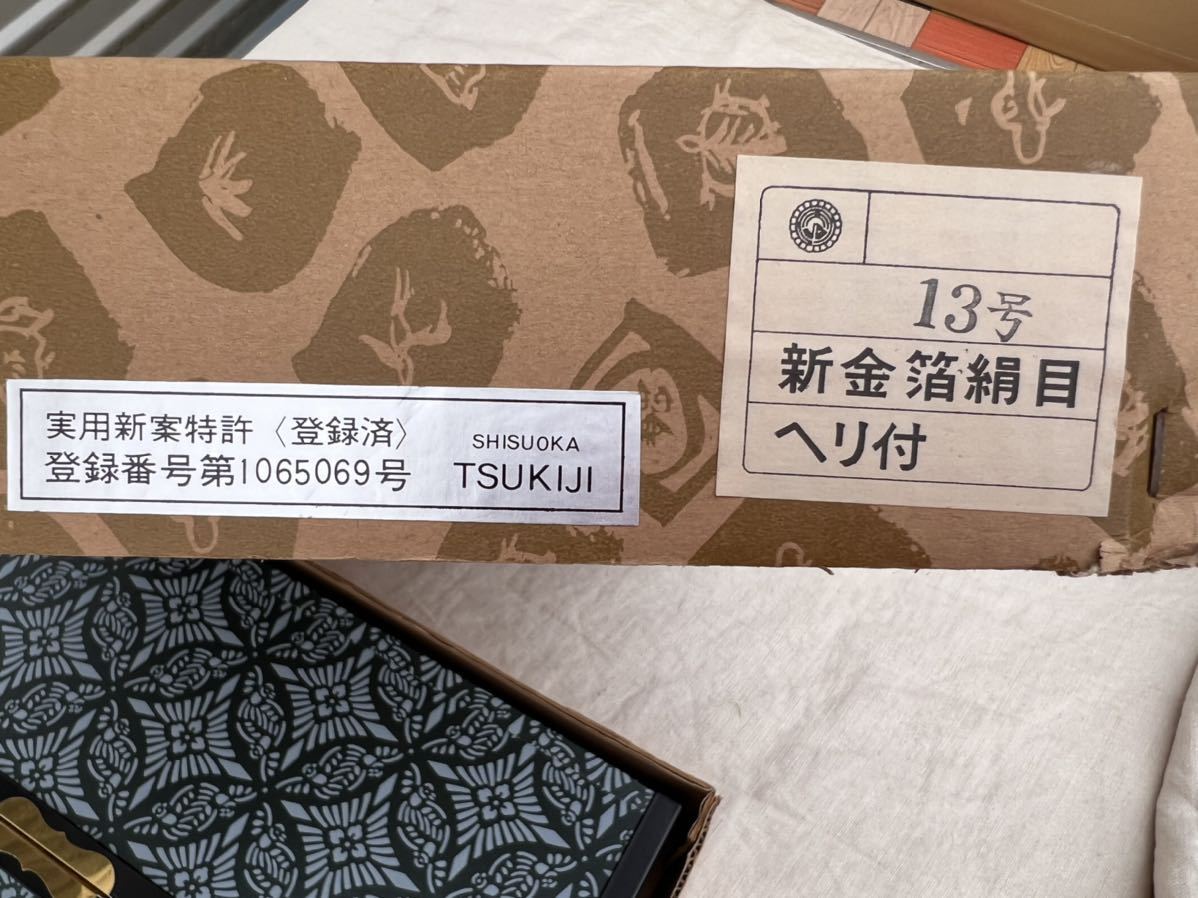 実用新案特許〈登録済〉
登録番号第1065069号
SHISUOKA
TSUKIJI
13号
新金箔絹目
ヘリ付